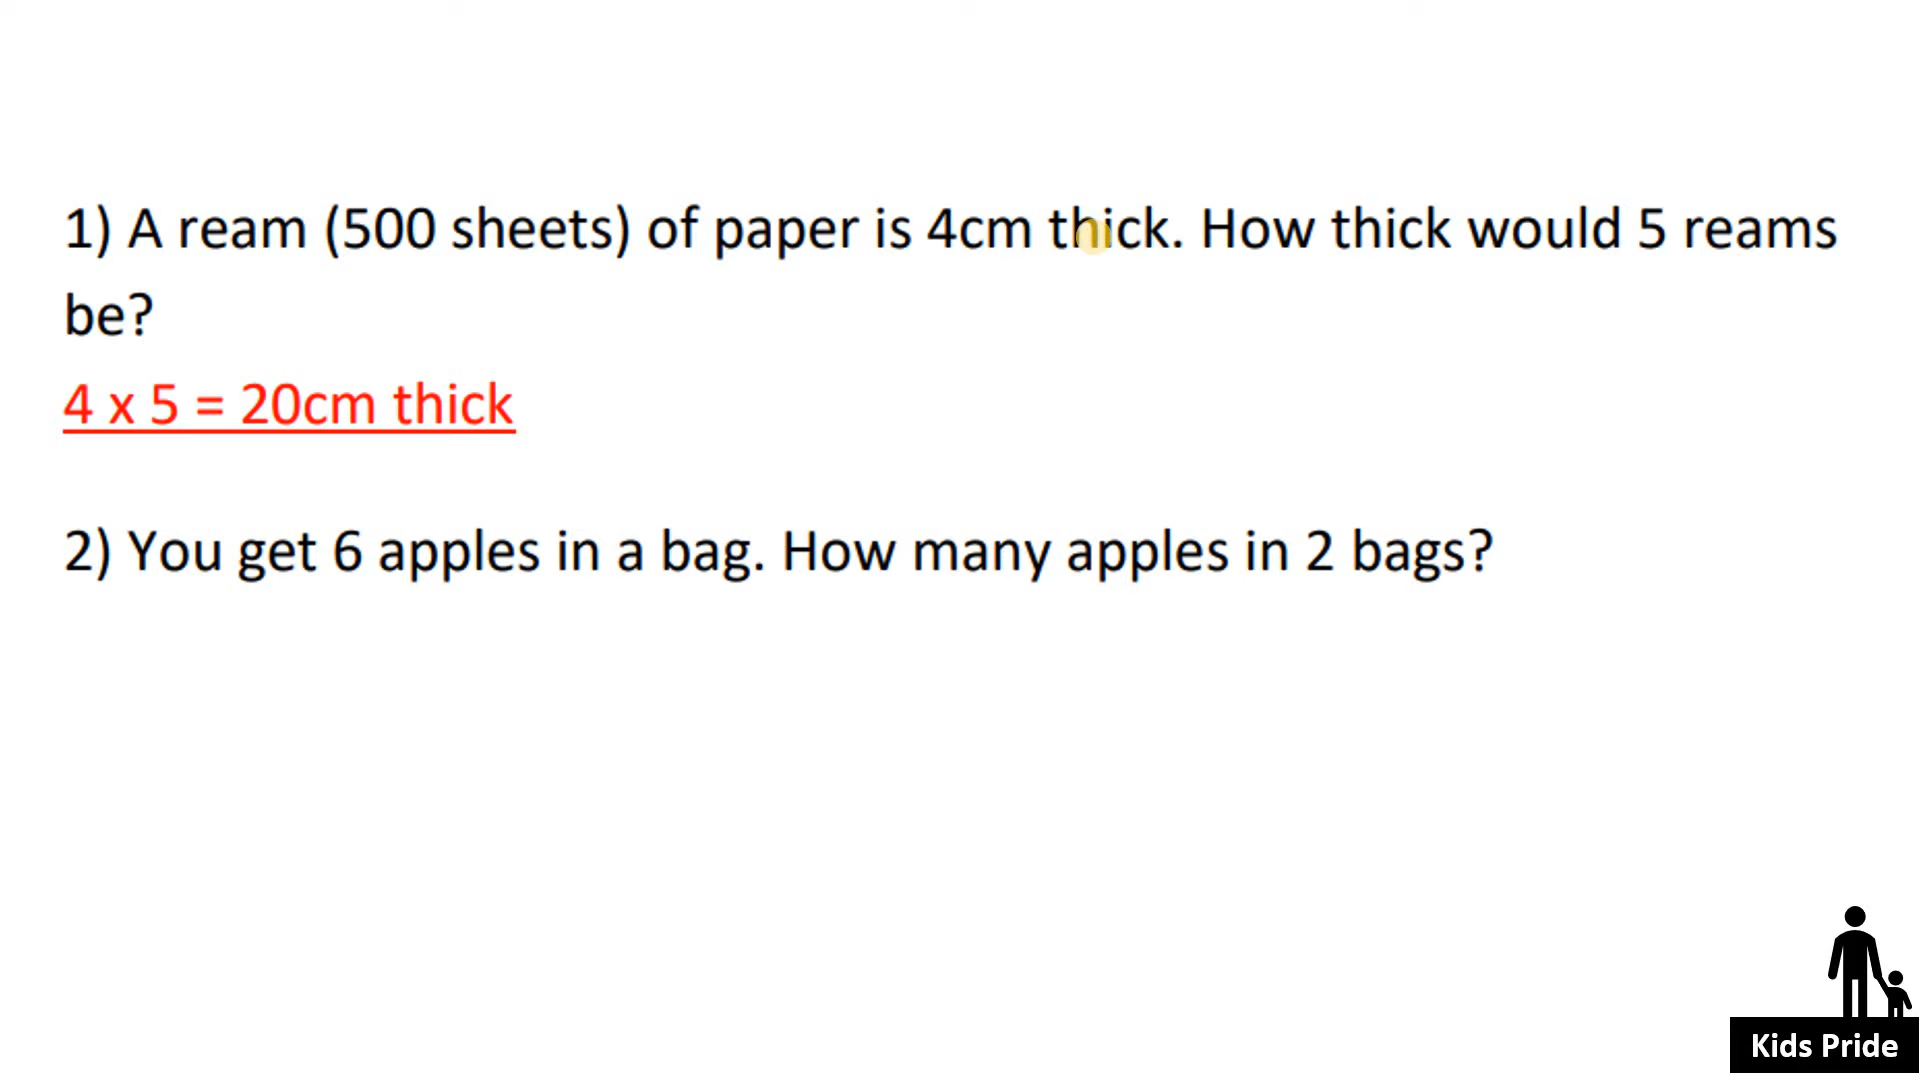 1) A ream (500 sheets) of paper is 4cm thick. How thick would 5 reams
be?
4 x 5 = 20cm thick
2) You get 6 apples in a bag. How many apples in 2 bags?
Kids Pride